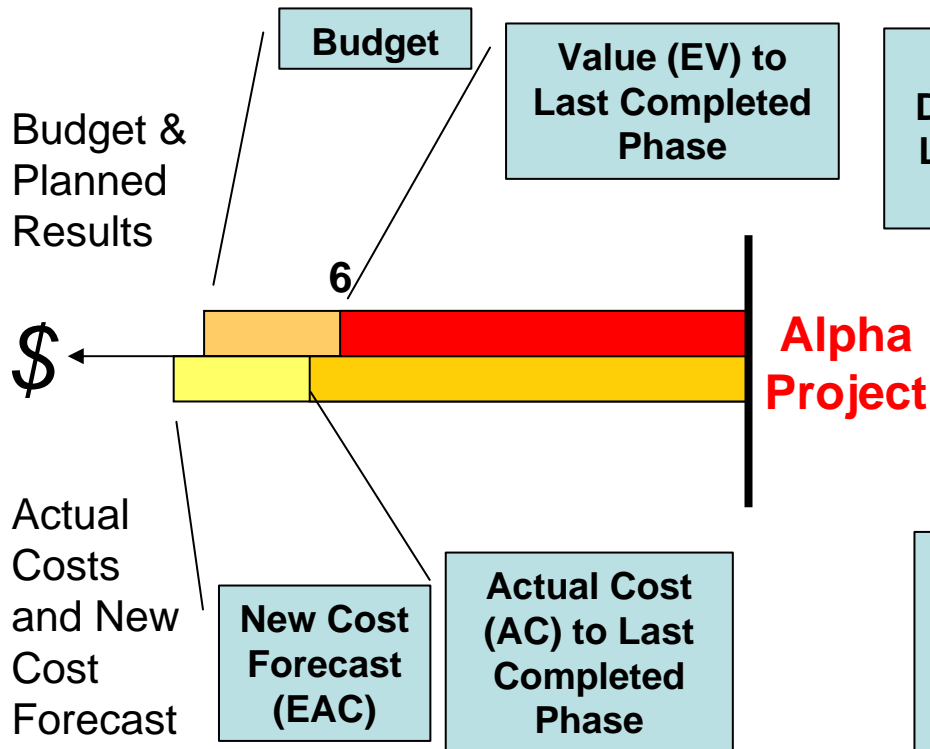 Budget
Value (EV) to
Last Completed
Phase
D
L
Budget &
Planned
Results
6
$
Alpha
Project
Actual
Costs
and New
Cost
Forecast
New Cost
Forecast
(EAC)
Actual Cost
(AC) to Last
Completed
Phase